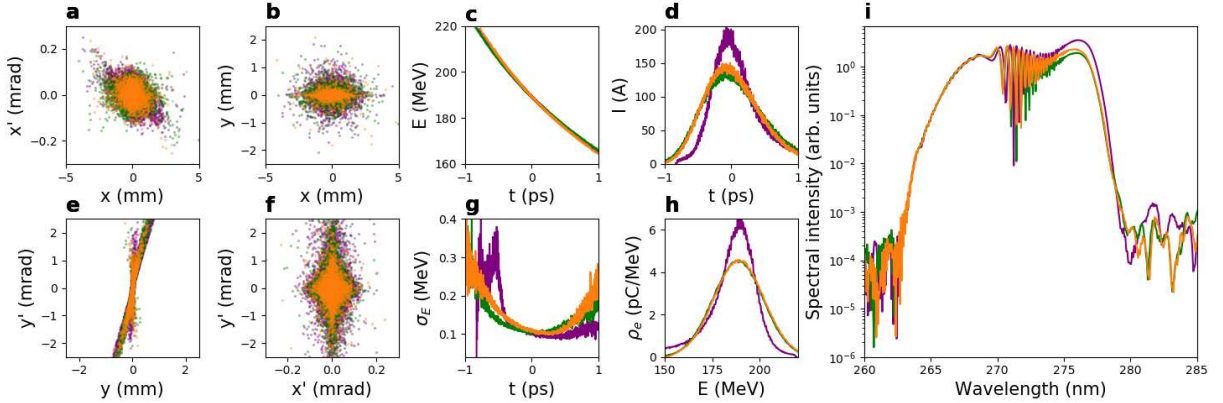 a
0.2
0.0
−0.2
x' (mrad)
−5
0
5
x (mm)
b
2
1
0
−1
−2
y (mm)
−5
0
5
x (mm)
c
220
200
180
160
E (MeV)
−1
0
1
t (ps)
d
200
150
100
50
0
I (A)
−1
0
1
t (ps)
e
2
1
0
−1
−2
y' (mrad)
−2
0
2
y (mm)
f
2
1
0
−1
−2
y' (mrad)
−0.2
0.0
0.2
x' (mrad)
g
0.4
0.3
0.2
0.1
σE (MeV)
−1
0
1
t (ps)
h
6
4
2
0
ρe (pC/MeV)
150
175
200
E (MeV)
i
10⁰
10⁻¹
10⁻²
10⁻³
10⁻⁴
10⁻⁵
10⁻⁶
Spectral intensity (arb. units)
260
265
270
275
280
285
Wavelength (nm)